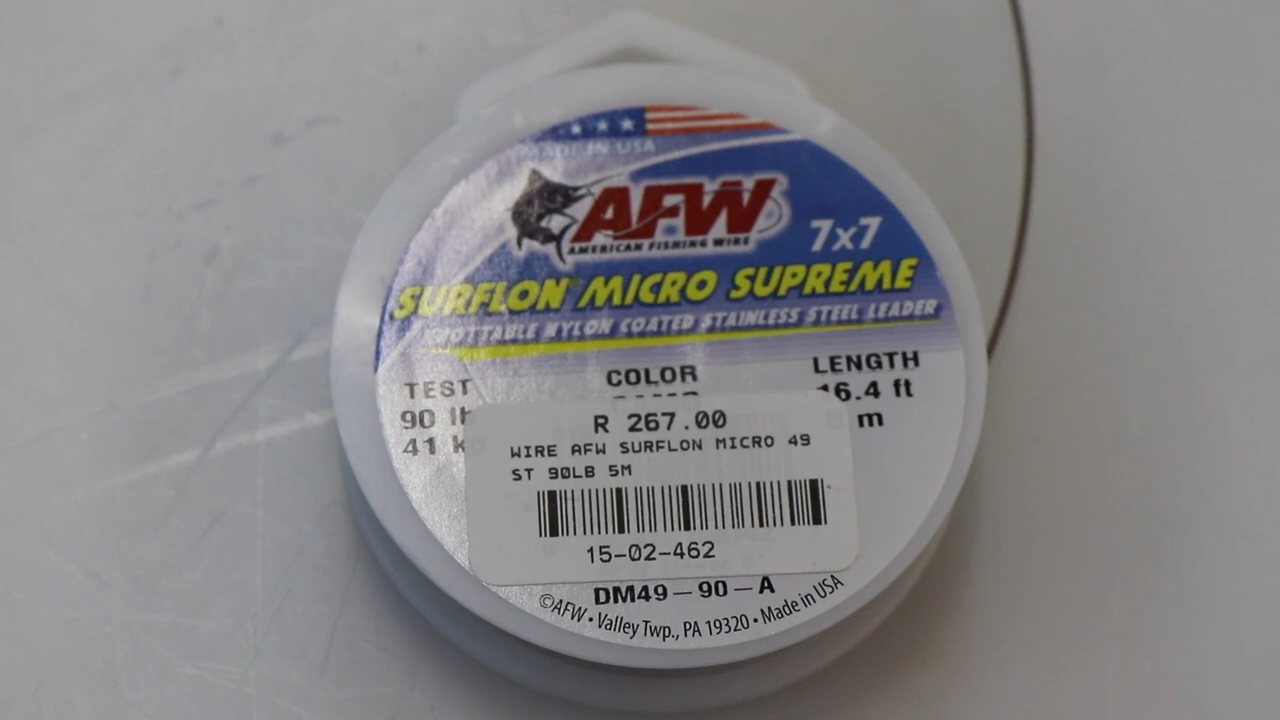 MADE IN USA
AFW
AMERICAN FISHING WIRE
7x7
SURFLON® MICRO SUPREME
KNOTTABLE NYLON COATED STAINLESS STEEL LEADER
TEST
90 lb
41 kg
COLOR
CAMO
LENGTH
16.4 ft
m
R 267.00
WIRE AFW SURFLON MICRO 49
ST 90LB 5M
15-02-462
DM49-90-A
©AFW • Valley Twp., PA 19320 • Made in USA